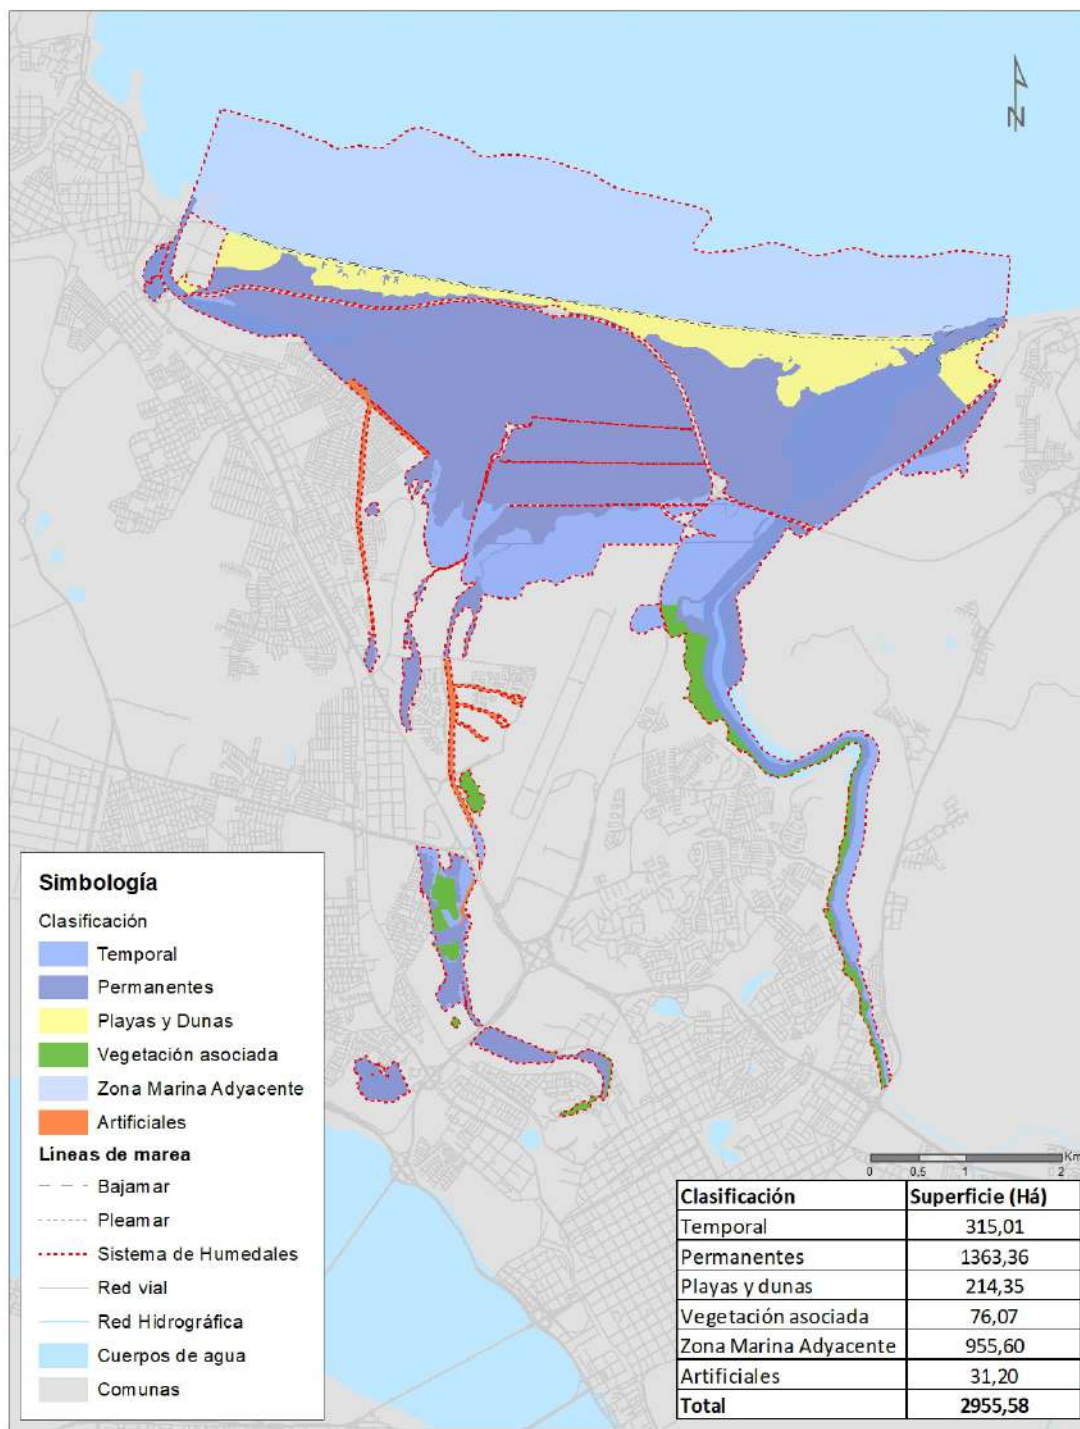 N
Simbología
Clasificación
Temporal
Permanentes
Playas y Dunas
Vegetación asociada
Zona Marina Adyacente
Artificiales
Lineas de marea
Bajamar
Pleamar
Sistema de Humedales
Red vial
Red Hidrográfica
Cuerpos de agua
Comunas
Km
0 0,5 1 2
Clasificación Superficie (Há)
Temporal 315,01
Permanentes 1363,36
Playas y dunas 214,35
Vegetación asociada 76,07
Zona Marina Adyacente 955,60
Artificiales 31,20
Total 2955,58